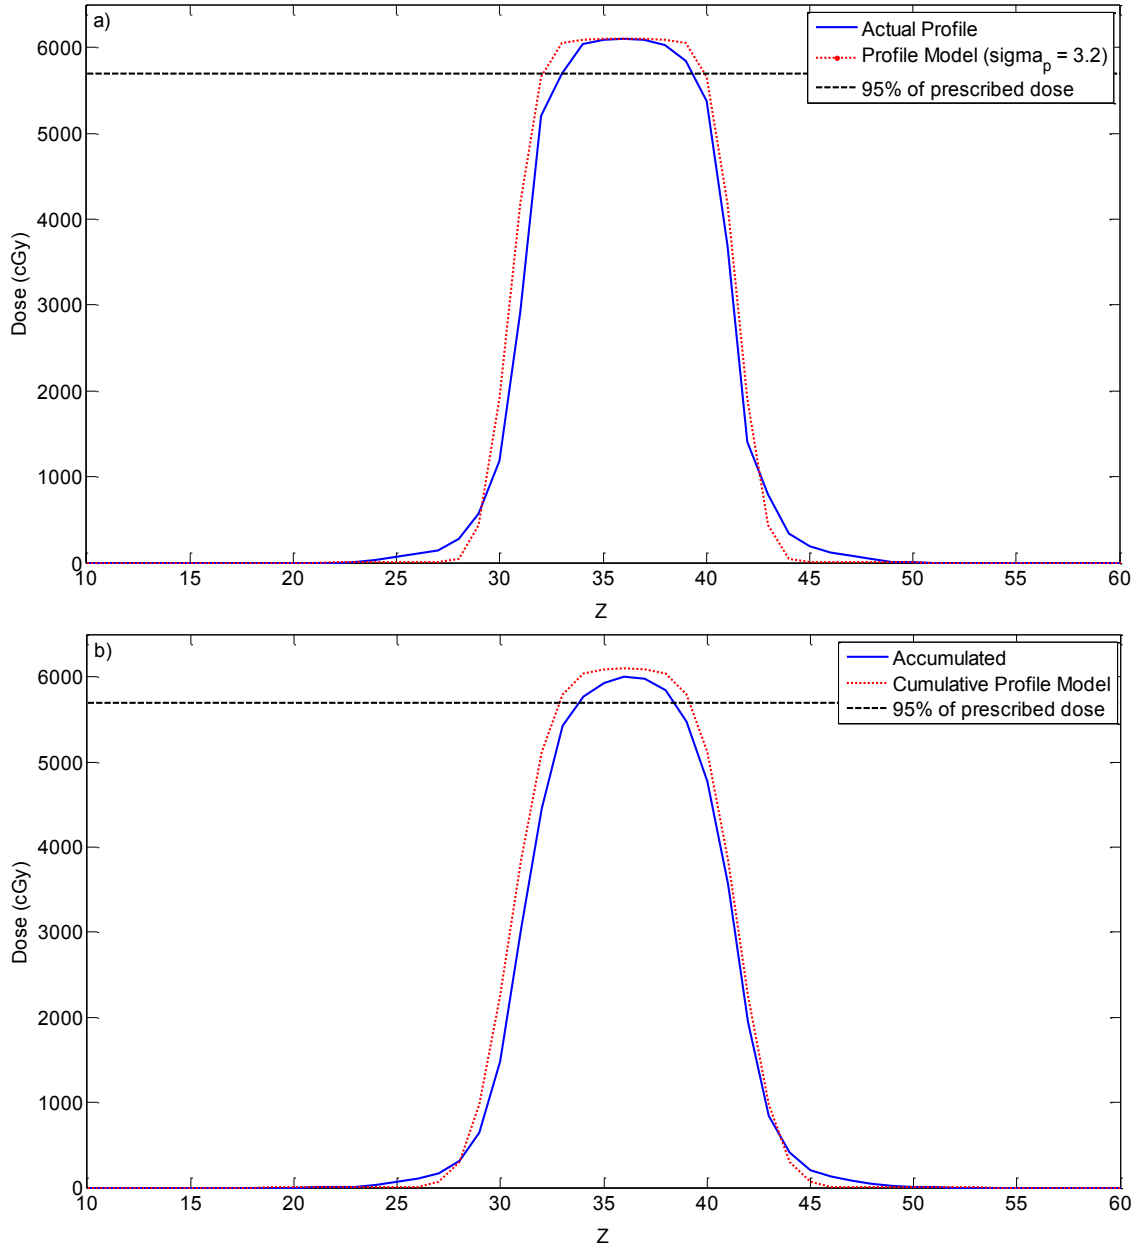 a)
Actual Profile
Profile Model (sigma_p = 3.2)
95% of prescribed dose
6000
5000
4000
3000
2000
1000
0
Dose (cGy)
10 15 20 25 30 35 40 45 50 55 60
Z
b)
Accumulated
Cumulative Profile Model
95% of prescribed dose
6000
5000
4000
3000
2000
1000
0
Dose (cGy)
10 15 20 25 30 35 40 45 50 55 60
Z